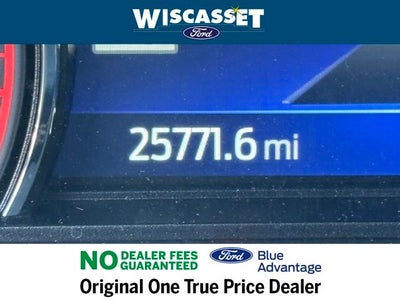 WISCASSET
Ford
25771.6 mi
NO DEALER FEES
GUARANTEED
Ford Blue
Advantage
Original One True Price Dealer